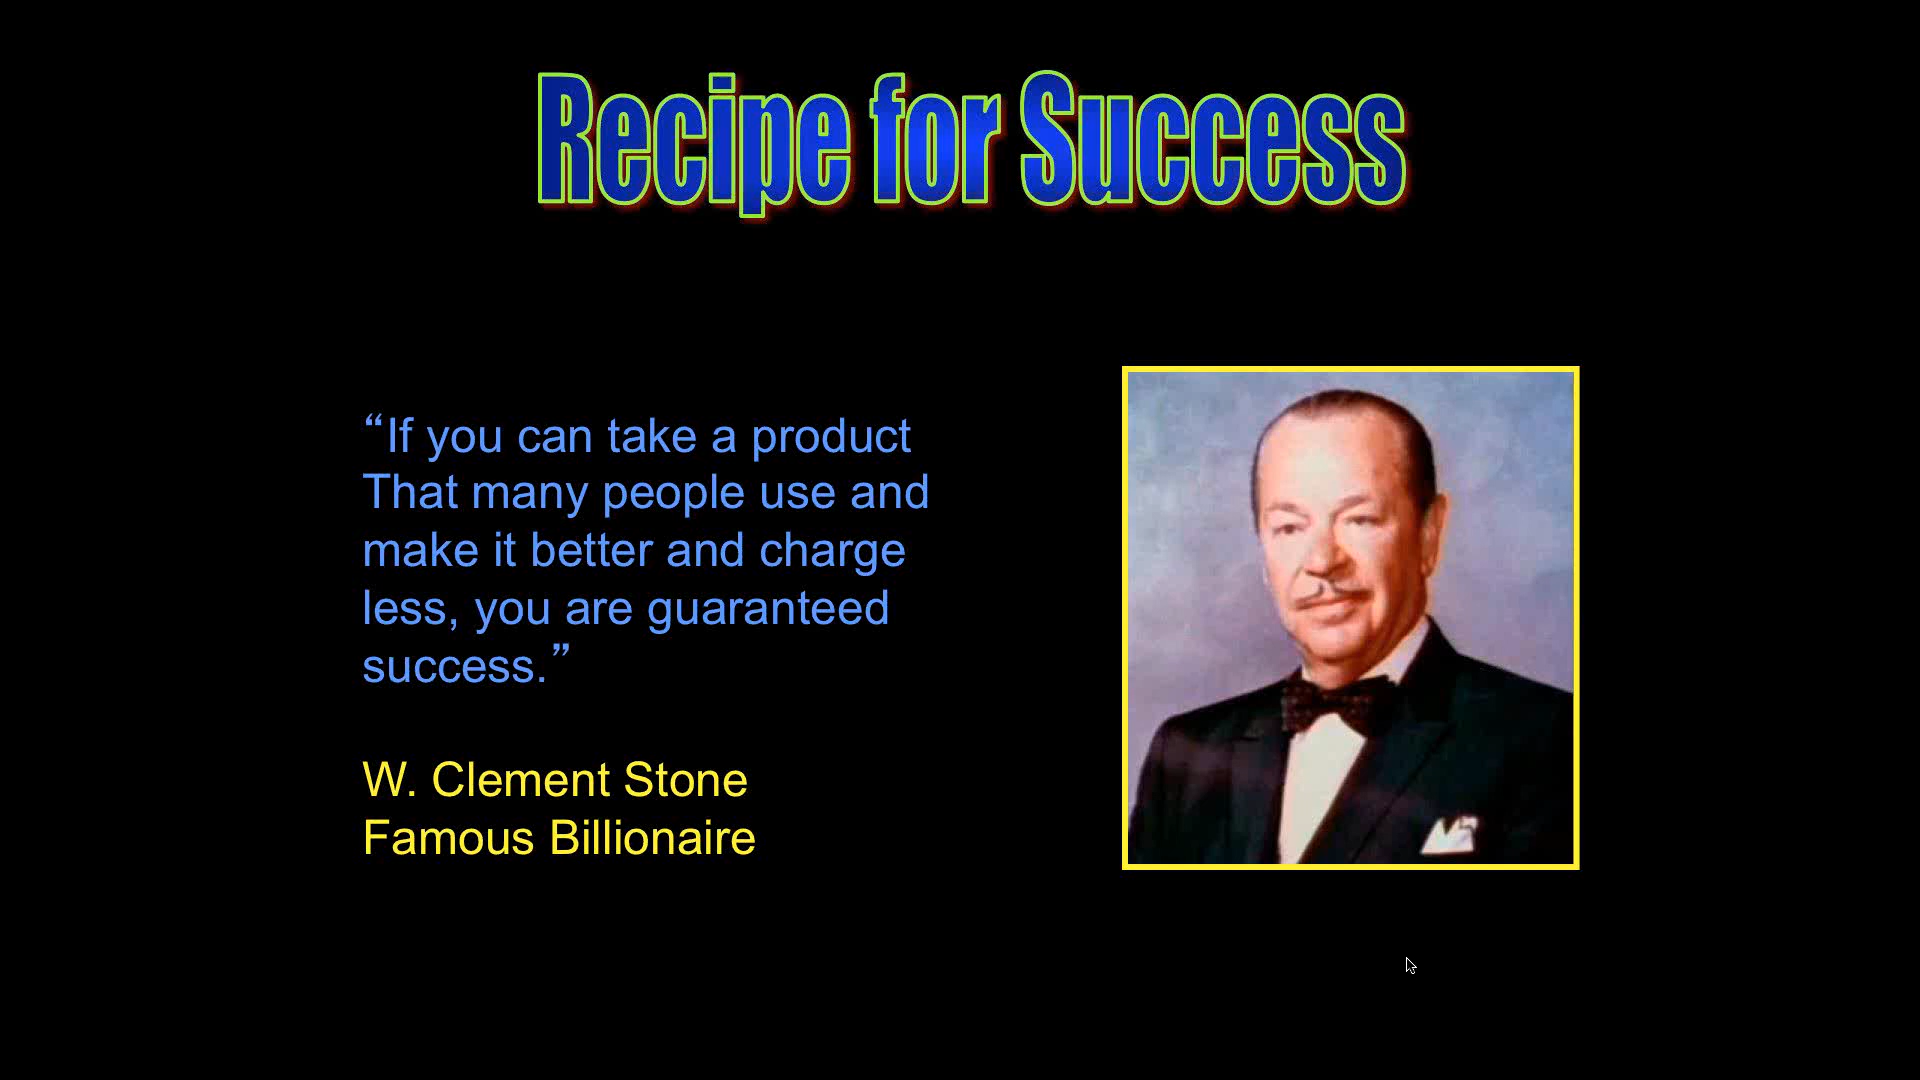 Recipe for Success
“If you can take a product
That many people use and
make it better and charge
less, you are guaranteed
success.”
W. Clement Stone
Famous Billionaire